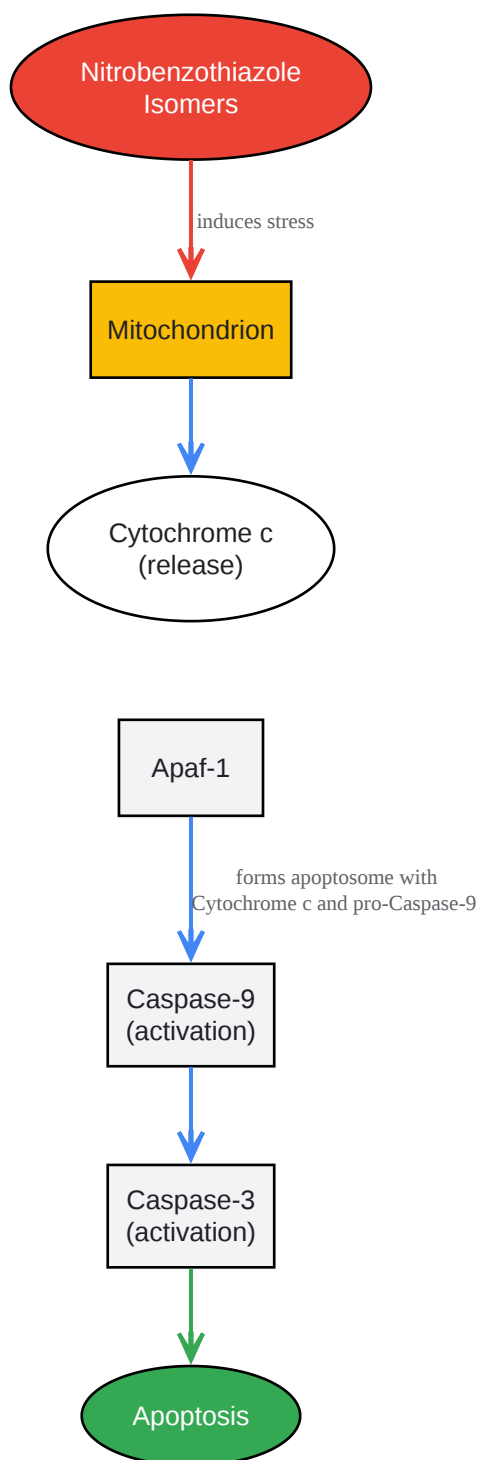 Nitrobenzothiazole
Isomers
induces stress
Mitochondrion
Cytochrome c
(release)
Apaf-1
forms apoptosome with
Cytochrome c and pro-Caspase-9
Caspase-9
(activation)
Caspase-3
(activation)
Apoptosis